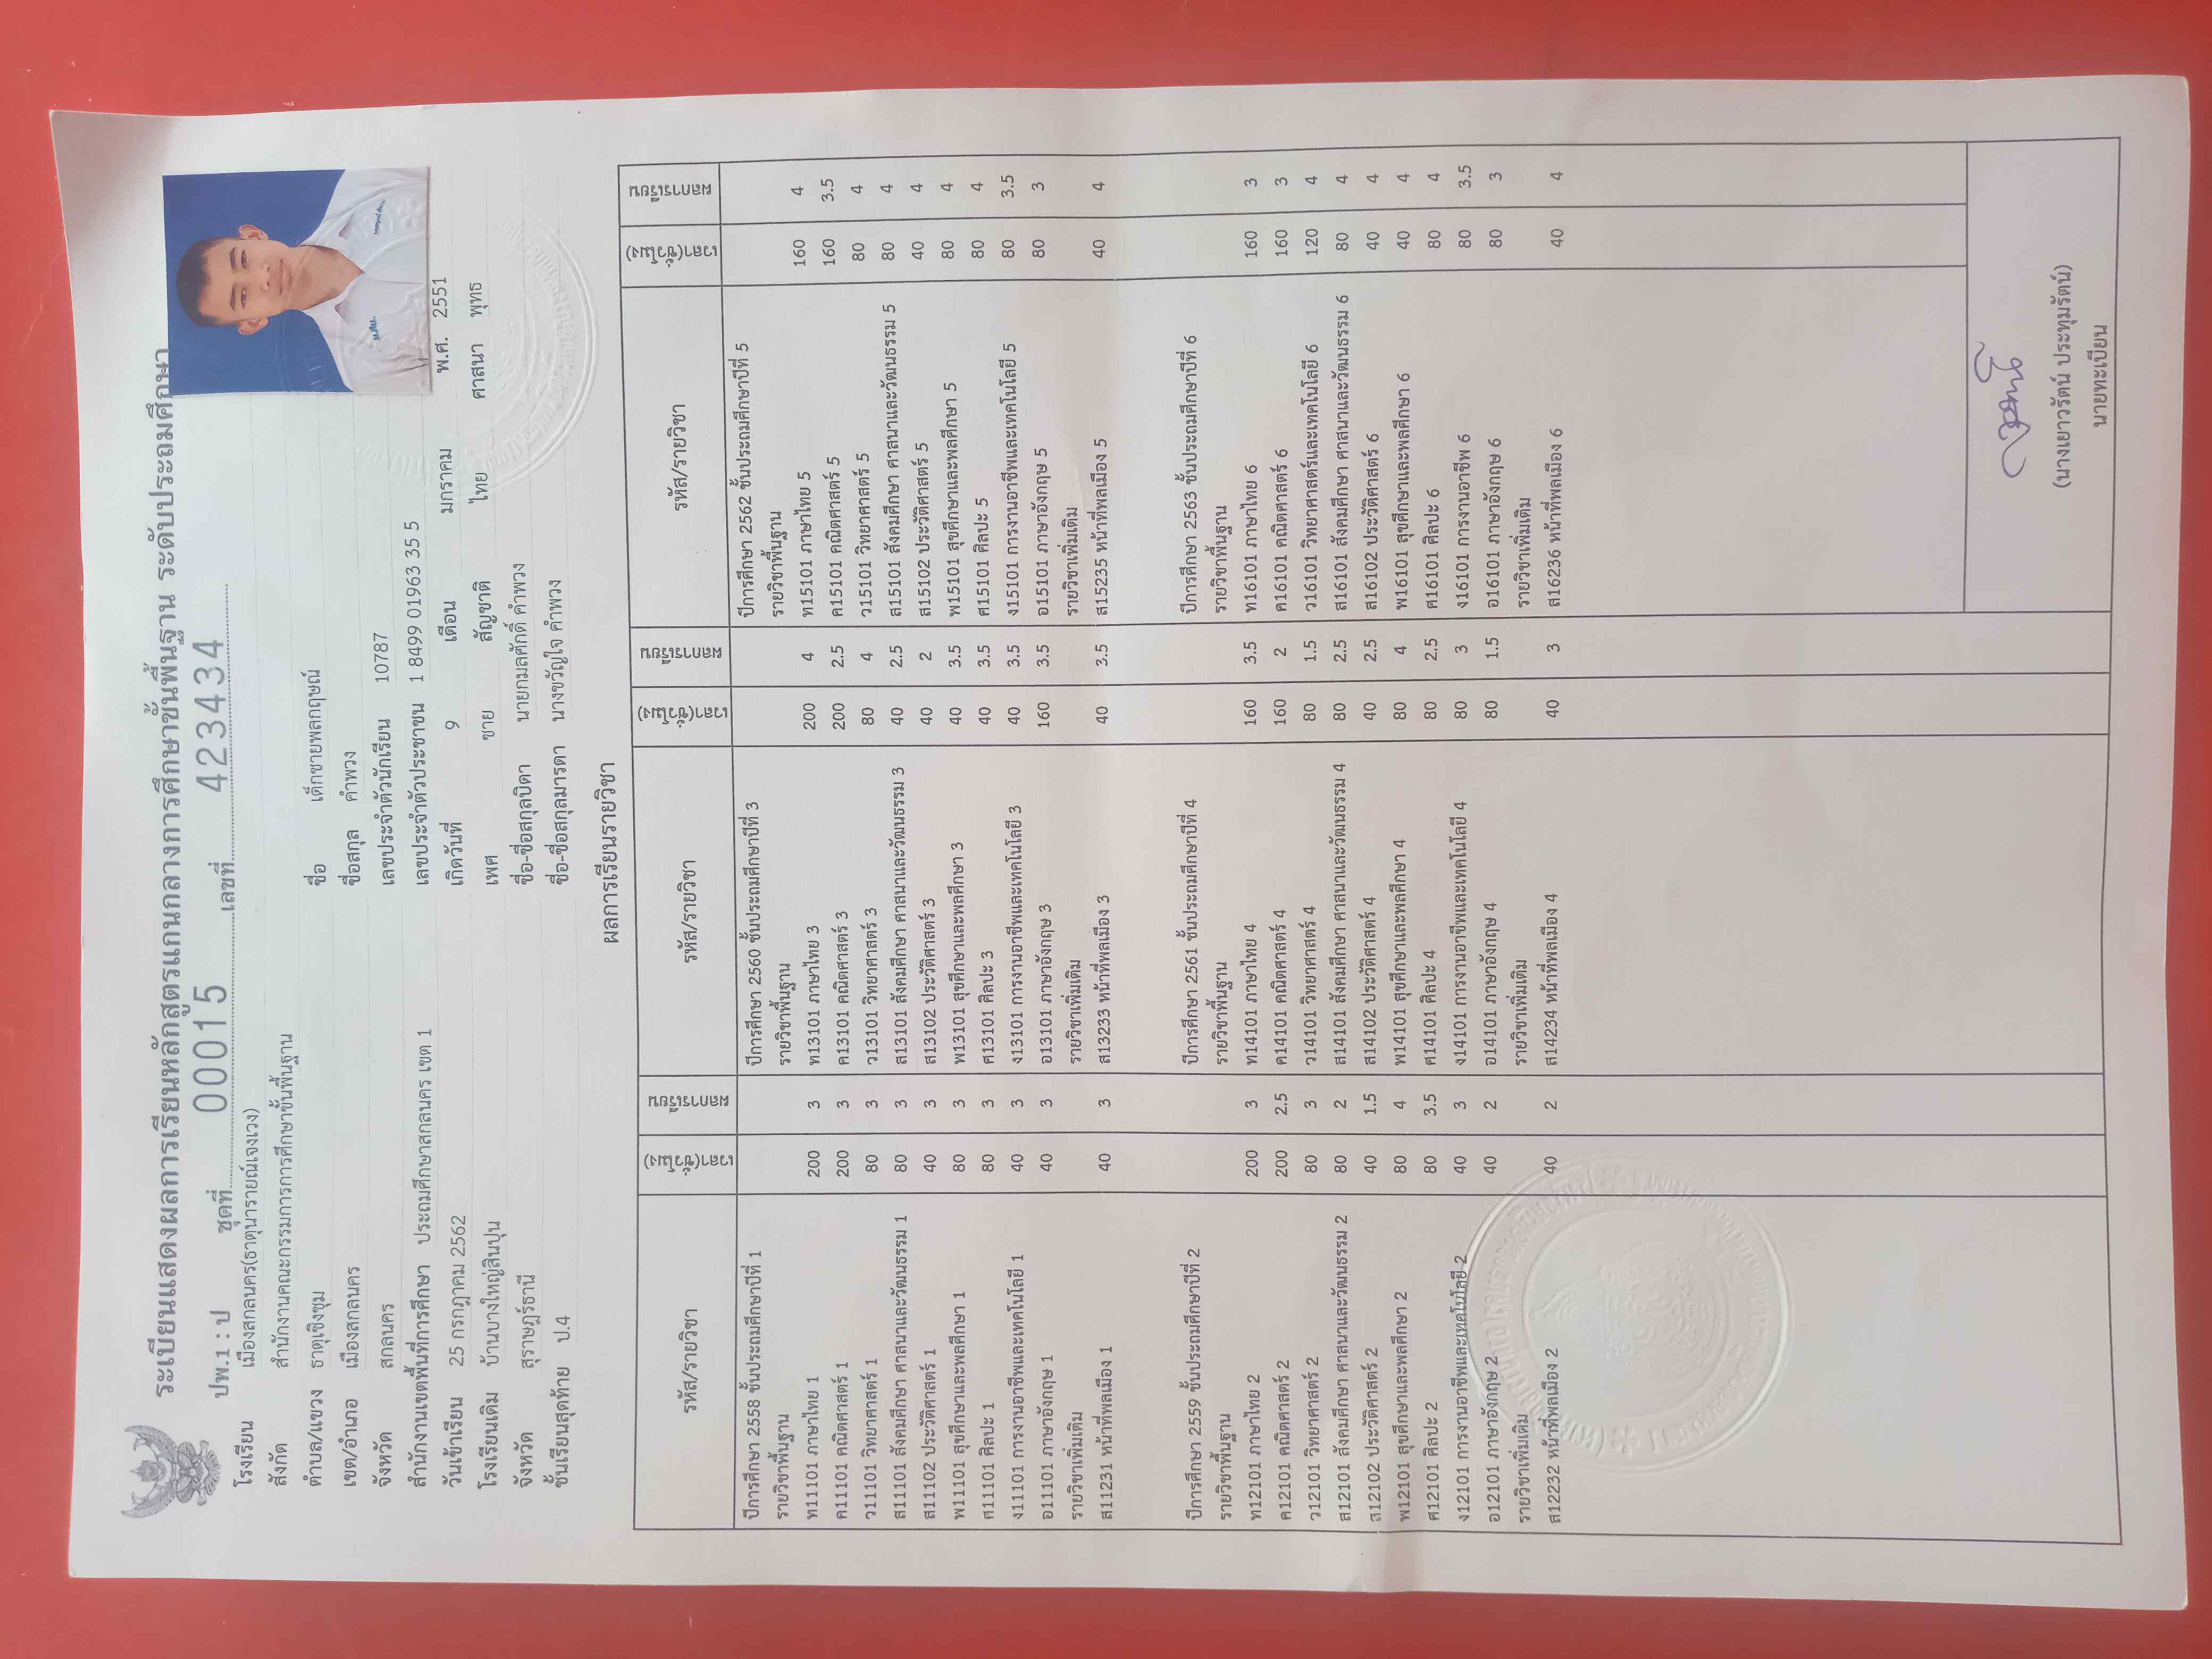 ระเบียนแสดงผลการเรียนหลักสูตรแกนกลางการศึกษาขั้นพื้นฐาน ระดับประถมศึกษา
ปพ.1 : ป ชุดที่ 00015 เลขที่ 423434
โรงเรียน เมืองสกลนคร(ธาตุนารายณ์เจงเวง)
สังกัด สำนักงานคณะกรรมการการศึกษาขั้นพื้นฐาน
ตำบล/แขวง ธาตุเชิงชุม
เขต/อำเภอ เมืองสกลนคร
จังหวัด สกลนคร
สำนักงานเขตพื้นที่การศึกษา ประถมศึกษาสกลนคร เขต 1
วันเข้าเรียน 25 กรกฎาคม 2562
โรงเรียนเดิม บ้านบางใหญ่สินปุน
จังหวัด สุราษฎร์ธานี
ชั้นเรียนสุดท้าย ป.4
ชื่อ เด็กชายพลกฤษณ์
ชื่อสกุล คำพวง
เลขประจำตัวนักเรียน 10787
เลขประจำตัวประชาชน 1 8499 01963 35 5
เกิดวันที่ 9 เดือน มกราคม พ.ศ. 2551
เพศ ชาย สัญชาติ ไทย ศาสนา พุทธ
ชื่อ-ชื่อสกุลบิดา นายกมลศักดิ์ คำพวง
ชื่อ-ชื่อสกุลมารดา นางขวัญใจ คำพวง
ผลการเรียนรายวิชา
รหัส/รายวิชา เวลา(ชั่วโมง) ผลการเรียน
ปีการศึกษา 2558 ชั้นประถมศึกษาปีที่ 1
รายวิชาพื้นฐาน
ท11101 ภาษาไทย 1 200 3
ค11101 คณิตศาสตร์ 1 200 3
ว11101 วิทยาศาสตร์ 1 80 3
ส11101 สังคมศึกษา ศาสนาและวัฒนธรรม 1 80 3
ส11102 ประวัติศาสตร์ 1 40 3
พ11101 สุขศึกษาและพลศึกษา 1 80 3
ศ11101 ศิลปะ 1 80 3
ง11101 การงานอาชีพและเทคโนโลยี 1 40 3
อ11101 ภาษาอังกฤษ 1 40 3
รายวิชาเพิ่มเติม
ส11231 หน้าที่พลเมือง 1 40 3
ปีการศึกษา 2559 ชั้นประถมศึกษาปีที่ 2
รายวิชาพื้นฐาน
ท12101 ภาษาไทย 2 200 3
ค12101 คณิตศาสตร์ 2 200 2.5
ว12101 วิทยาศาสตร์ 2 80 3
ส12101 สังคมศึกษา ศาสนาและวัฒนธรรม 2 80 2
ส12102 ประวัติศาสตร์ 2 40 1.5
พ12101 สุขศึกษาและพลศึกษา 2 80 4
ศ12101 ศิลปะ 2 80 3.5
ง12101 การงานอาชีพและเทคโนโลยี 2 40 3
อ12101 ภาษาอังกฤษ 2 40 2
รายวิชาเพิ่มเติม
ส12232 หน้าที่พลเมือง 2 40 2
รหัส/รายวิชา เวลา(ชั่วโมง) ผลการเรียน
ปีการศึกษา 2560 ชั้นประถมศึกษาปีที่ 3
รายวิชาพื้นฐาน
ท13101 ภาษาไทย 3 200 4
ค13101 คณิตศาสตร์ 3 200 2.5
ว13101 วิทยาศาสตร์ 3 80 4
ส13101 สังคมศึกษา ศาสนาและวัฒนธรรม 3 40 2.5
ส13102 ประวัติศาสตร์ 3 40 2
พ13101 สุขศึกษาและพลศึกษา 3 40 3.5
ศ13101 ศิลปะ 3 40 3.5
ง13101 การงานอาชีพและเทคโนโลยี 3 40 3.5
อ13101 ภาษาอังกฤษ 3 160 3.5
รายวิชาเพิ่มเติม
ส13233 หน้าที่พลเมือง 3 40 3.5
ปีการศึกษา 2561 ชั้นประถมศึกษาปีที่ 4
รายวิชาพื้นฐาน
ท14101 ภาษาไทย 4 160 3.5
ค14101 คณิตศาสตร์ 4 160 2
ว14101 วิทยาศาสตร์ 4 80 1.5
ส14101 สังคมศึกษา ศาสนาและวัฒนธรรม 4 80 2.5
ส14102 ประวัติศาสตร์ 4 40 2.5
พ14101 สุขศึกษาและพลศึกษา 4 80 4
ศ14101 ศิลปะ 4 80 2.5
ง14101 การงานอาชีพและเทคโนโลยี 4 80 3
อ14101 ภาษาอังกฤษ 4 80 1.5
รายวิชาเพิ่มเติม
ส14234 หน้าที่พลเมือง 4 40 3
รหัส/รายวิชา เวลา(ชั่วโมง) ผลการเรียน
ปีการศึกษา 2562 ชั้นประถมศึกษาปีที่ 5
รายวิชาพื้นฐาน
ท15101 ภาษาไทย 5 160 4
ค15101 คณิตศาสตร์ 5 160 3.5
ว15101 วิทยาศาสตร์ 5 80 4
ส15101 สังคมศึกษา ศาสนาและวัฒนธรรม 5 80 4
ส15102 ประวัติศาสตร์ 5 40 4
พ15101 สุขศึกษาและพลศึกษา 5 80 4
ศ15101 ศิลปะ 5 80 4
ง15101 การงานอาชีพและเทคโนโลยี 5 80 3.5
อ15101 ภาษาอังกฤษ 5 80 3
รายวิชาเพิ่มเติม
ส15235 หน้าที่พลเมือง 5 40 4
ปีการศึกษา 2563 ชั้นประถมศึกษาปีที่ 6
รายวิชาพื้นฐาน
ท16101 ภาษาไทย 6 160 3
ค16101 คณิตศาสตร์ 6 160 3
ว16101 วิทยาศาสตร์และเทคโนโลยี 6 120 4
ส16101 สังคมศึกษา ศาสนาและวัฒนธรรม 6 80 4
ส16102 ประวัติศาสตร์ 6 40 4
พ16101 สุขศึกษาและพลศึกษา 6 40 4
ศ16101 ศิลปะ 6 80 4
ง16101 การงานอาชีพ 6 80 3.5
อ16101 ภาษาอังกฤษ 6 80 3
รายวิชาเพิ่มเติม
ส16236 หน้าที่พลเมือง 6 40 4
(นางเยาวรัตน์ ประทุมรัตน์)
นายทะเบียน